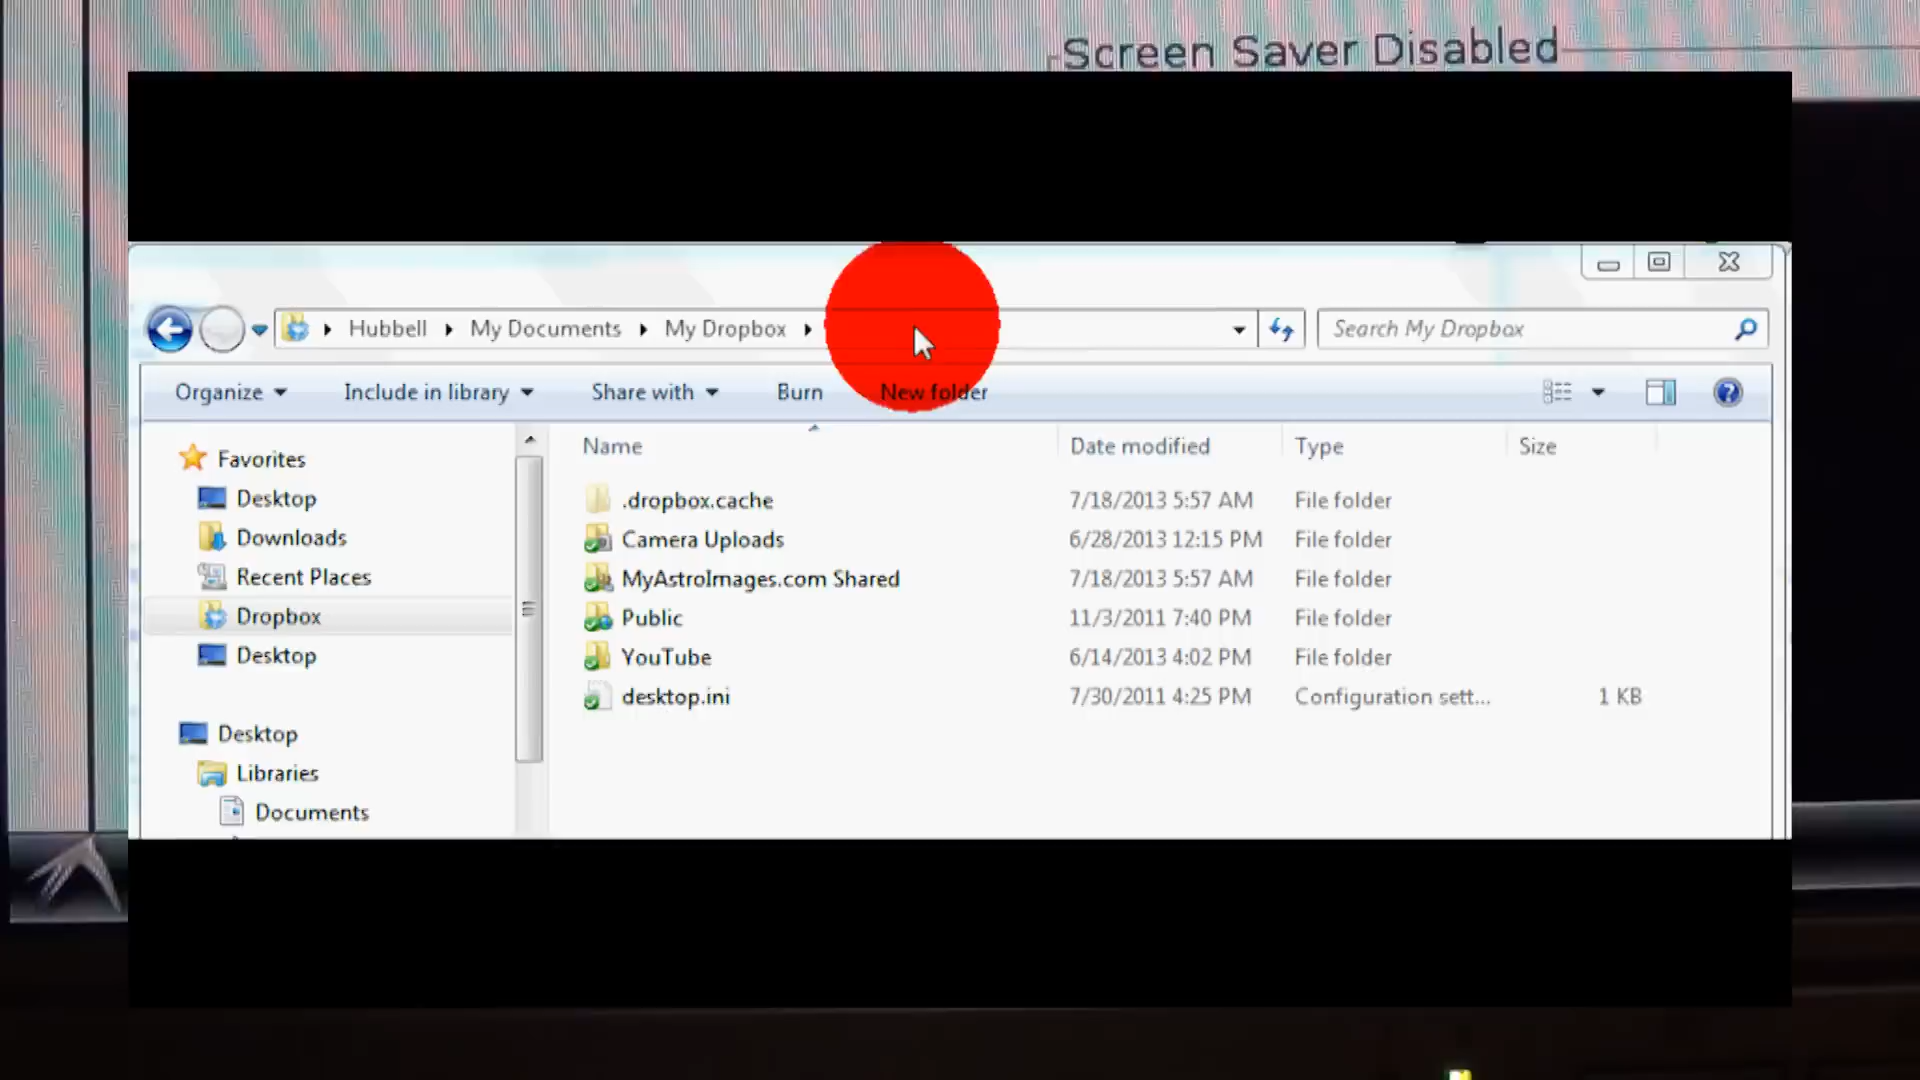 Screen Saver Disabled
Hubbell My Documents My Dropbox Search My Dropbox
Organize Include in library Share with Burn New folder
Name Date modified Type Size
Favorites
Desktop
Downloads
Recent Places
Dropbox
Desktop
Desktop
Libraries
Documents
.dropbox.cache 7/18/2013 5:57 AM File folder
Camera Uploads 6/28/2013 12:15 PM File folder
MyAstroImages.com Shared 7/18/2013 5:57 AM File folder
Public 11/3/2011 7:40 PM File folder
YouTube 6/14/2013 4:02 PM File folder
desktop.ini 7/30/2011 4:25 PM Configuration sett... 1 KB